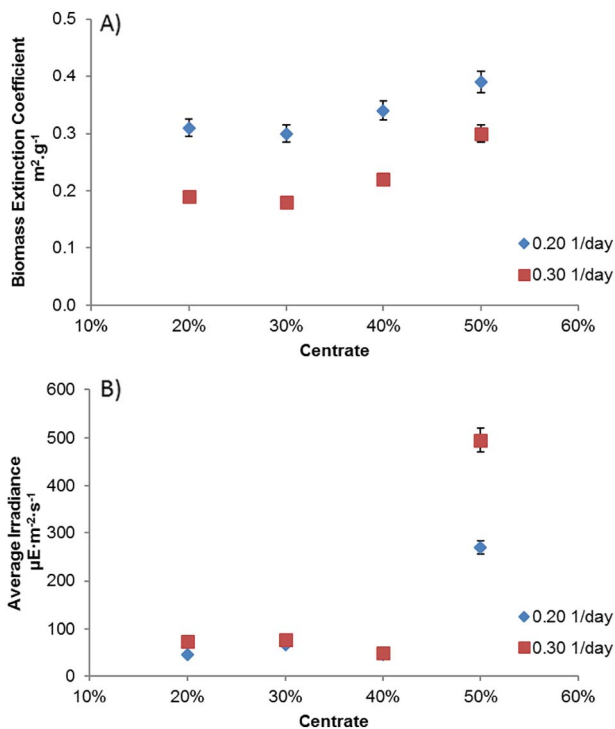 A)
0.5
0.4
0.3
0.2
0.1
0.0
Biomass Extinction Coefficient
m²·g⁻¹
0.20 1/day
0.30 1/day
10% 20% 30% 40% 50% 60%
Centrate
B)
600
500
400
300
200
100
0
Average Irradiance
µE·m⁻²·s⁻¹
0.20 1/day
0.30 1/day
10% 20% 30% 40% 50% 60%
Centrate